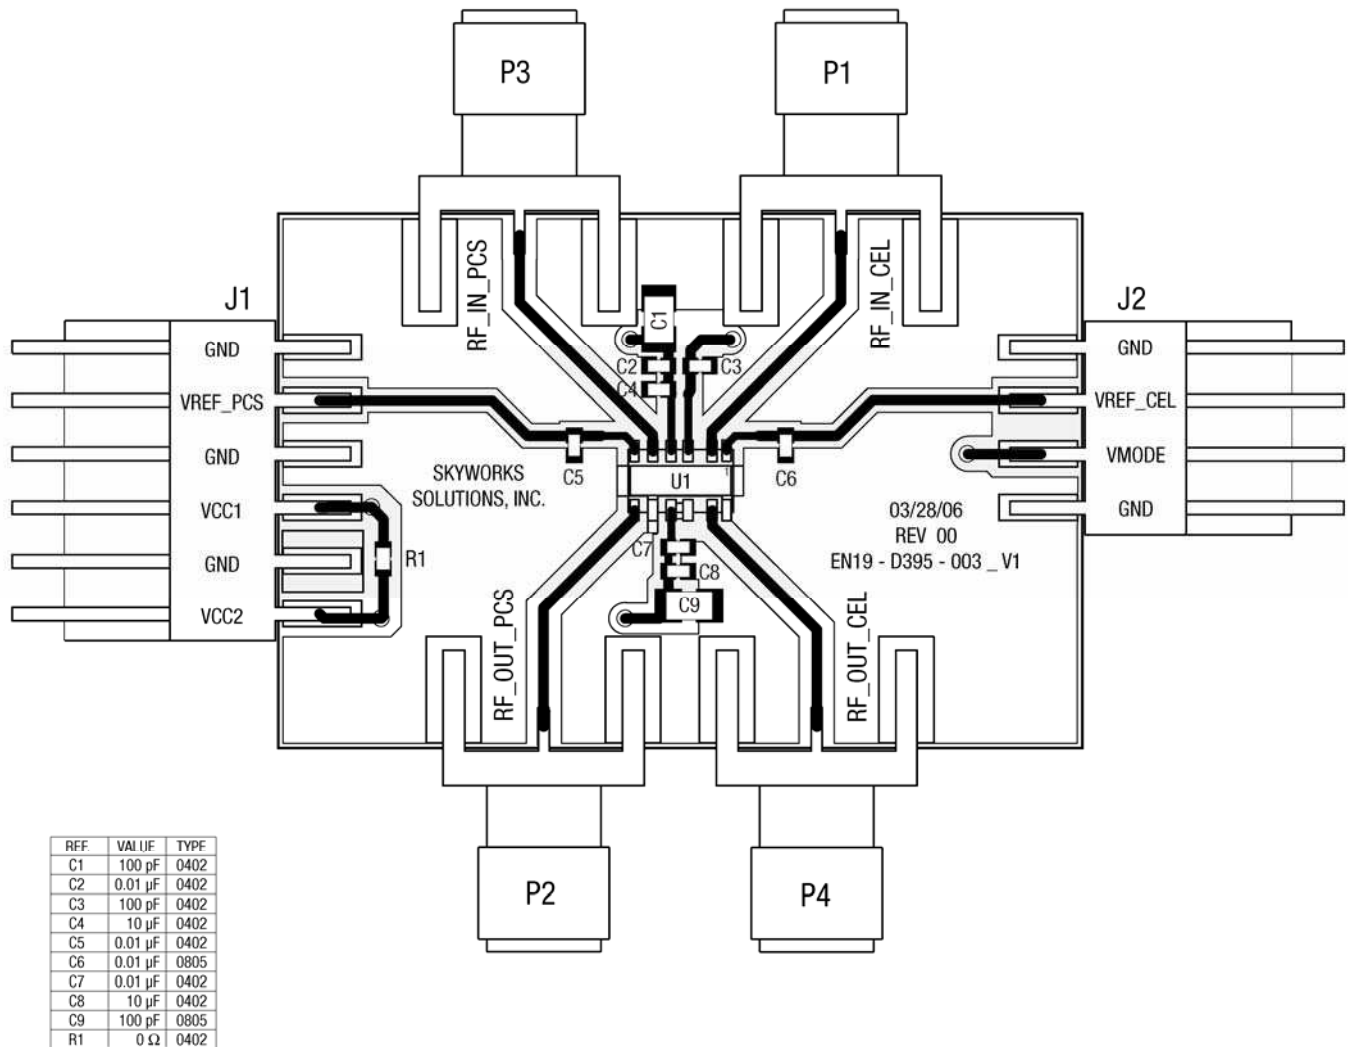 P3
P1
RF_IN_PCS
RF_IN_CEL
J1
J2
C1
GND
C2
C3
GND
C4
VREF_PCS
VREF_CEL
GND
VMODE
C5
U1
1
C6
SKYWORKS
SOLUTIONS, INC.
VCC1
03/28/06
GND
REV 00
EN19 - D395 - 003 _ V1
C7
R1
GND
C8
C9
VCC2
RF_OUT_PCS
RF_OUT_CEL
P2
P4
REF. VALUE TYPE
C1 100 pF 0402
C2 0.01 µF 0402
C3 100 pF 0402
C4 10 µF 0402
C5 0.01 µF 0402
C6 0.01 µF 0805
C7 0.01 µF 0402
C8 10 µF 0402
C9 100 pF 0805
R1 0 Ω 0402